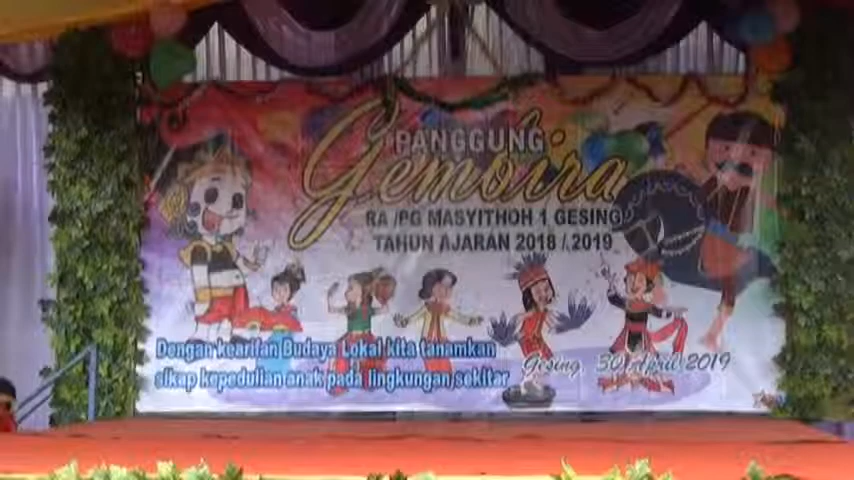 PANGGUNG
Gemoira
RA /PG MASYITHOH 1 GESING
TAHUN AJARAN 2018 / 2019
Dengan kearifan Budaya Lokal kita tanamkan
sikap kepedulian anak pada lingkungan sekitar
Gesing, 30 April 2019